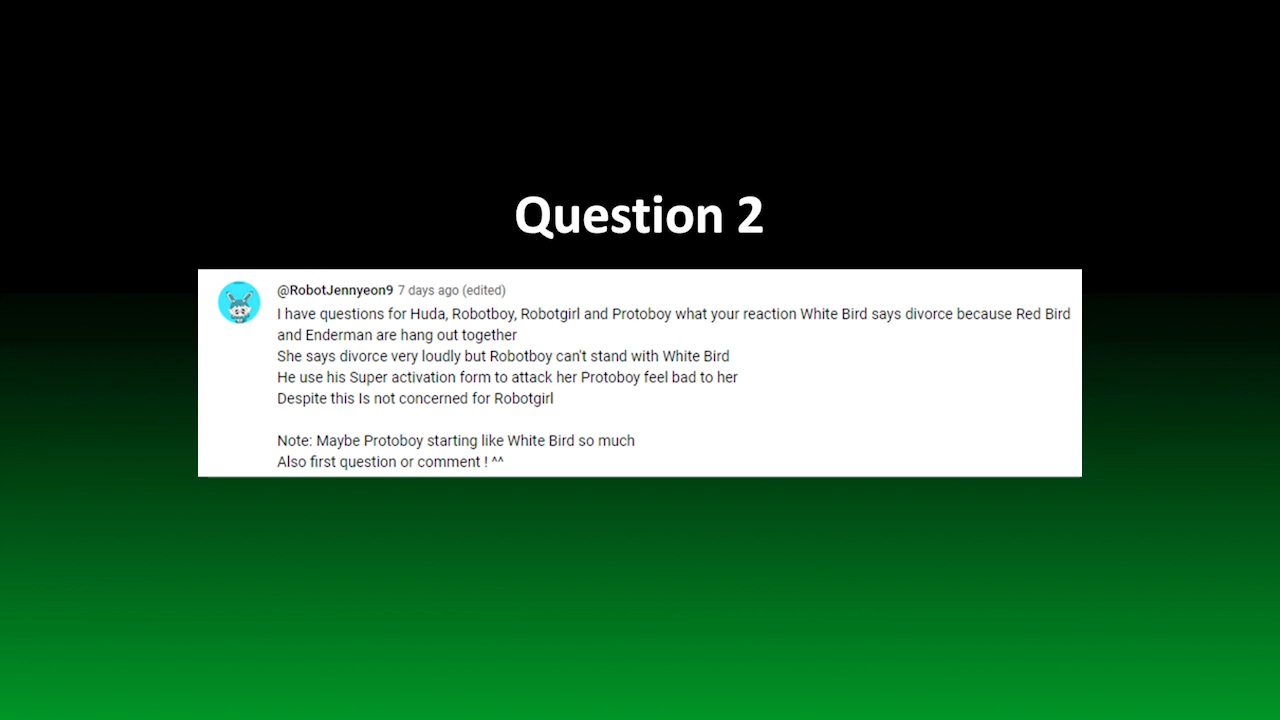 Question 2
@RobotJennyeon9 7 days ago (edited)
I have questions for Huda, Robotboy, Robotgirl and Protoboy what your reaction White Bird says divorce because Red Bird
and Enderman are hang out together
She says divorce very loudly but Robotboy can't stand with White Bird
He use his Super activation form to attack her Protoboy feel bad to her
Despite this Is not concerned for Robotgirl
Note: Maybe Protoboy starting like White Bird so much
Also first question or comment ! ^^